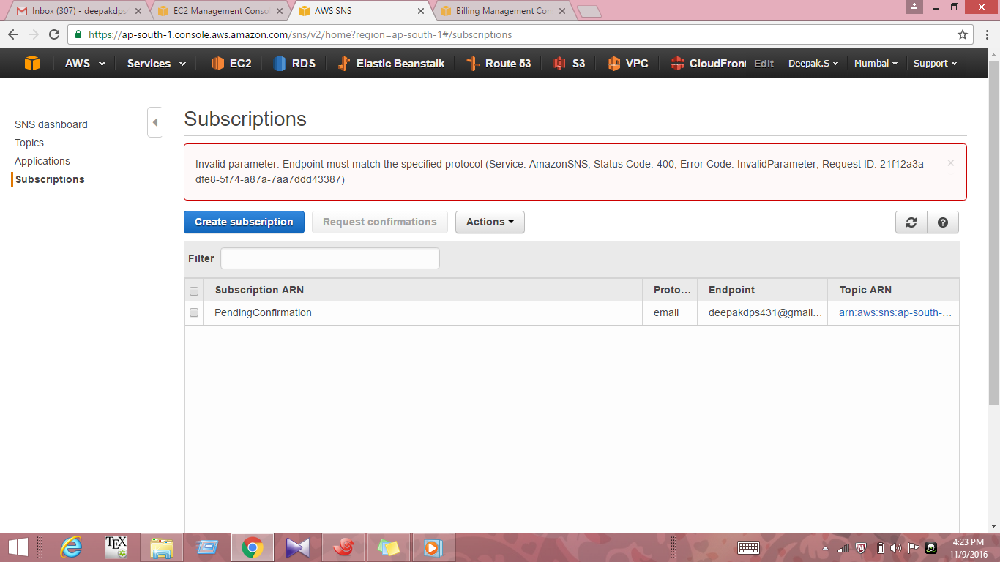 Inbox (307) - deepakdps
EC2 Management Conso
AWS SNS
Billing Management Con
https://ap-south-1.console.aws.amazon.com/sns/v2/home?region=ap-south-1#/subscriptions
AWS Services EC2 RDS Elastic Beanstalk Route 53 S3 VPC CloudFront Edit Deepak.S Mumbai Support
SNS dashboard
Topics
Applications
Subscriptions
Subscriptions
Invalid parameter: Endpoint must match the specified protocol (Service: AmazonSNS; Status Code: 400; Error Code: InvalidParameter; Request ID: 21f12a3a-
dfe8-5f74-a87a-7aa7ddd43387)
Create subscription Request confirmations Actions
Filter
Subscription ARN Proto... Endpoint Topic ARN
PendingConfirmation email deepakdps431@gmail... arn:aws:sns:ap-south-...
TEX
4:23 PM
11/9/2016